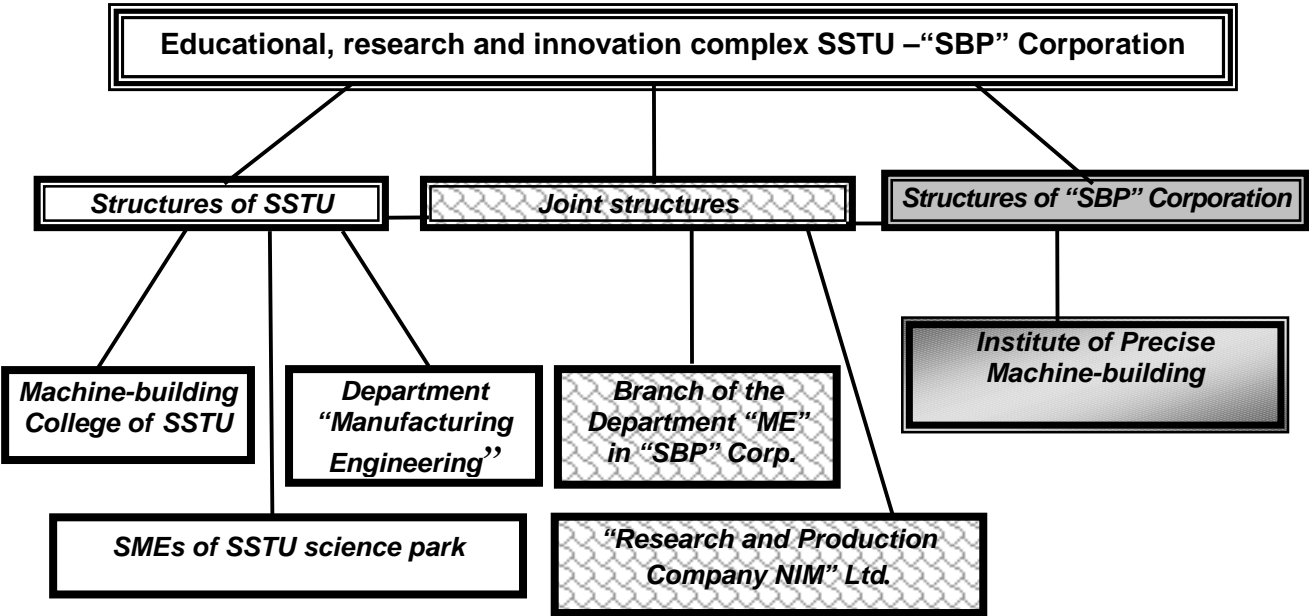 Educational, research and innovation complex SSTU –“SBP” Corporation
Structures of SSTU
Joint structures
Structures of “SBP” Corporation
Institute of Precise
Machine-building
Machine-building
College of SSTU
Department
“Manufacturing
Engineering”
Branch of the
Department “ME”
in “SBP” Corp.
SMEs of SSTU science park
“Research and Production
Company NIM” Ltd.